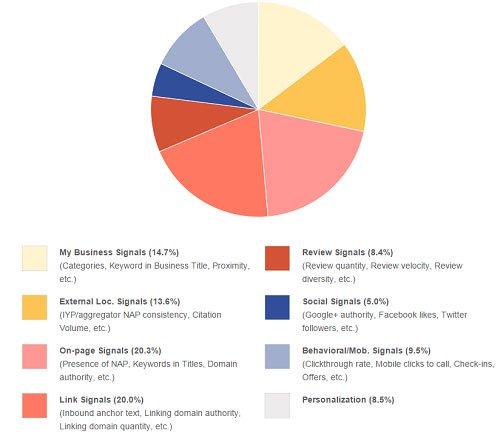 My Business Signals (14.7%)
(Categories, Keyword in Business Title, Proximity,
etc.)
External Loc. Signals (13.6%)
(IYP/aggregator NAP consistency, Citation
Volume, etc.)
On-page Signals (20.3%)
(Presence of NAP, Keywords in Titles, Domain
authority, etc.)
Link Signals (20.0%)
(Inbound anchor text, Linking domain authority,
Linking domain quantity, etc.)
Review Signals (8.4%)
(Review quantity, Review velocity, Review
diversity, etc.)
Social Signals (5.0%)
(Google+ authority, Facebook likes, Twitter
followers, etc.)
Behavioral/Mob. Signals (9.5%)
(Clickthrough rate, Mobile clicks to call, Check-ins,
Offers, etc.)
Personalization (8.5%)